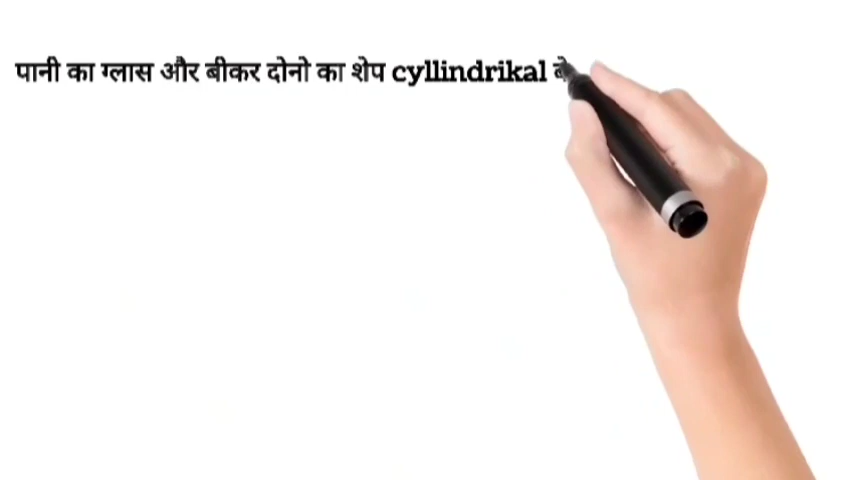 पानी का ग्लास और बीकर दोनो का शेप cyllindrikal